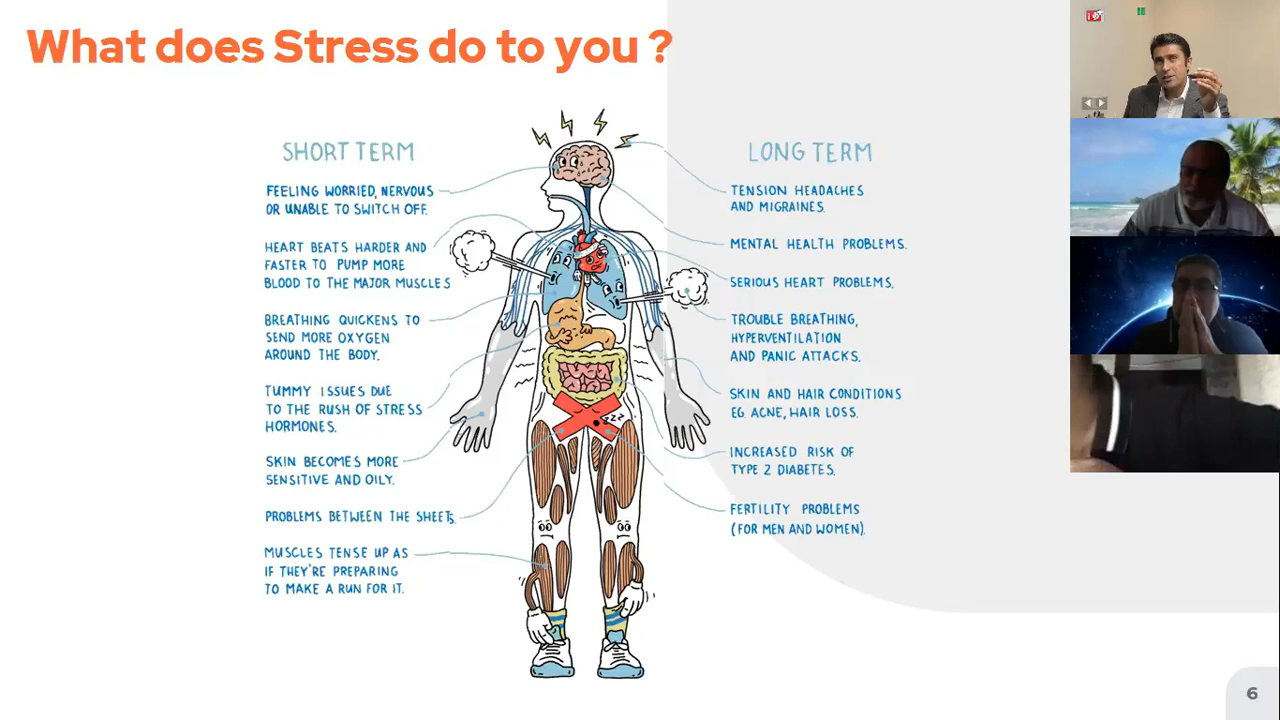 What does Stress do to you ?
SHORT TERM
FEELING WORRIED, NERVOUS
OR UNABLE TO SWITCH OFF.
HEART BEATS HARDER AND
FASTER TO PUMP MORE
BLOOD TO THE MAJOR MUSCLES
BREATHING QUICKENS TO
SEND MORE OXYGEN
AROUND THE BODY.
TUMMY ISSUES DUE
TO THE RUSH OF STRESS
HORMONES.
SKIN BECOMES MORE
SENSITIVE AND OILY.
PROBLEMS BETWEEN THE SHEETS.
MUSCLES TENSE UP AS
IF THEY'RE PREPARING
TO MAKE A RUN FOR IT.
zzz
LONG TERM
TENSION HEADACHES
AND MIGRAINES.
MENTAL HEALTH PROBLEMS.
SERIOUS HEART PROBLEMS.
TROUBLE BREATHING,
HYPERVENTILATION
AND PANIC ATTACKS.
SKIN AND HAIR CONDITIONS
EG. ACNE, HAIR LOSS.
INCREASED RISK OF
TYPE 2 DIABETES.
FERTILITY PROBLEMS
(FOR MEN AND WOMEN).
6